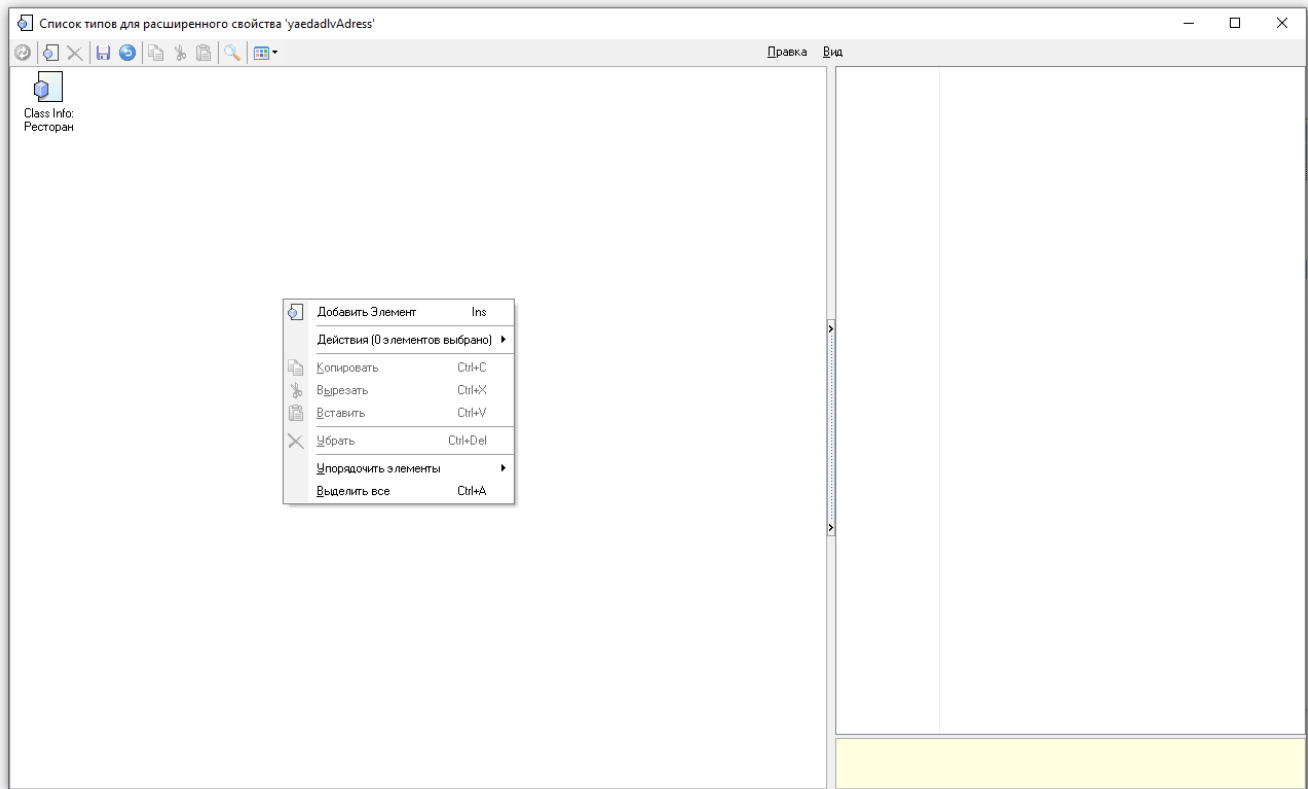 Список типов для расширенного свойства 'yaedadlvAdress'
Правка Вид
Class Info:
Ресторан
Добавить Элемент Ins
Действия (0 элементов выбрано)
Копировать Ctrl+C
Вырезать Ctrl+X
Вставить Ctrl+V
Убрать Ctrl+Del
Упорядочить элементы
Выделить все Ctrl+A